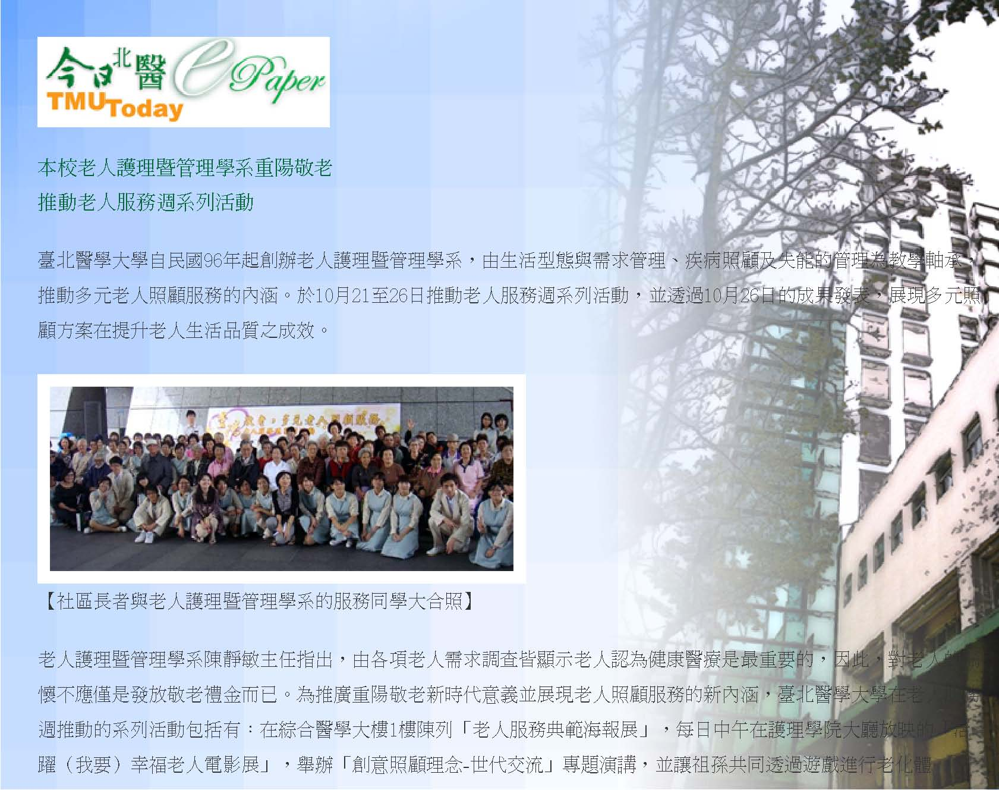 今日北醫 e Paper
TMU Today
本校老人護理暨管理學系重陽敬老
推動老人服務週系列活動
臺北醫學大學自民國96年起創辦老人護理暨管理學系，由生活型態與需求管理、疾病照顧及失能的管理為教學軸承，
推動多元老人照顧服務的內涵。於10月21至26日推動老人服務週系列活動，並透過10月26日的成果發表，展現多元照
顧方案在提升老人生活品質之成效。
多元老人照顧服務
【社區長者與老人護理暨管理學系的服務同學大合照】
老人護理暨管理學系陳靜敏主任指出，由各項老人需求調查皆顯示老人認為健康醫療是最重要的，因此，對老人的
懷不應僅是發放敬老禮金而已。為推廣重陽敬老新時代意義並展現老人照顧服務的新內涵，臺北醫學大學在老
週推動的系列活動包括有：在綜合醫學大樓1樓陳列「老人服務典範海報展」，每日中午在護理學院大廳放映的「活
躍（我要）幸福老人電影展」，舉辦「創意照顧理念-世代交流」專題演講，並讓祖孫共同透過遊戲進行老化體